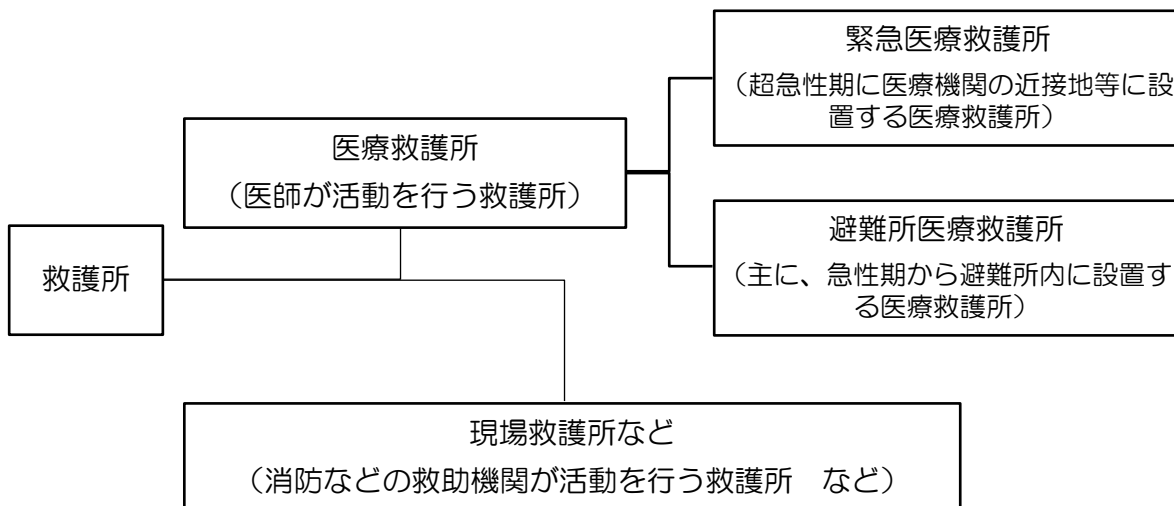 緊急医療救護所
（超急性期に医療機関の近接地等に設
置する医療救護所）
医療救護所
（医師が活動を行う救護所）
避難所医療救護所
（主に、急性期から避難所内に設置す
る医療救護所）
救護所
現場救護所など
（消防などの救助機関が活動を行う救護所　など）